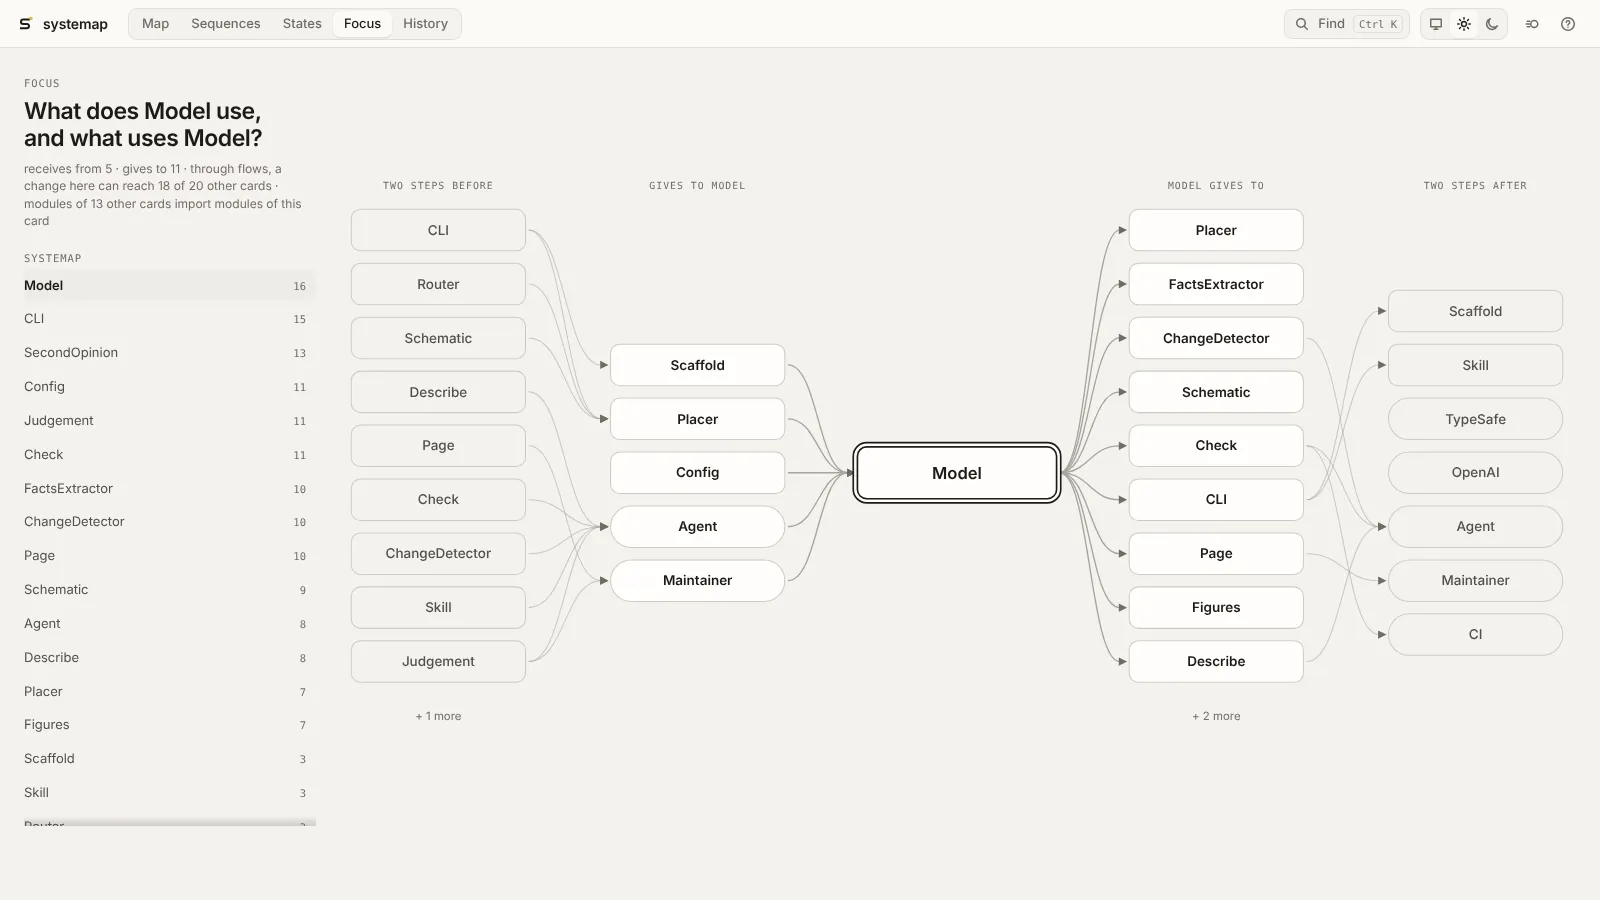 systemap
Map
Sequences
States
Focus
History
Find
Ctrl K
FOCUS
What does Model use,
and what uses Model?
receives from 5 · gives to 11 · through flows, a
change here can reach 18 of 20 other cards ·
modules of 13 other cards import modules of this
card
SYSTEMAP
Model 16
CLI 15
SecondOpinion 13
Config 11
Judgement 11
Check 11
FactsExtractor 10
ChangeDetector 10
Page 10
Schematic 9
Agent 8
Describe 8
Placer 7
Figures 7
Scaffold 3
Skill 3
TWO STEPS BEFORE
CLI
Router
Schematic
Describe
Page
Check
ChangeDetector
Skill
Judgement
+ 1 more
GIVES TO MODEL
Scaffold
Placer
Config
Agent
Maintainer
Model
MODEL GIVES TO
Placer
FactsExtractor
ChangeDetector
Schematic
Check
CLI
Page
Figures
Describe
+ 2 more
TWO STEPS AFTER
Scaffold
Skill
TypeSafe
OpenAI
Agent
Maintainer
CI